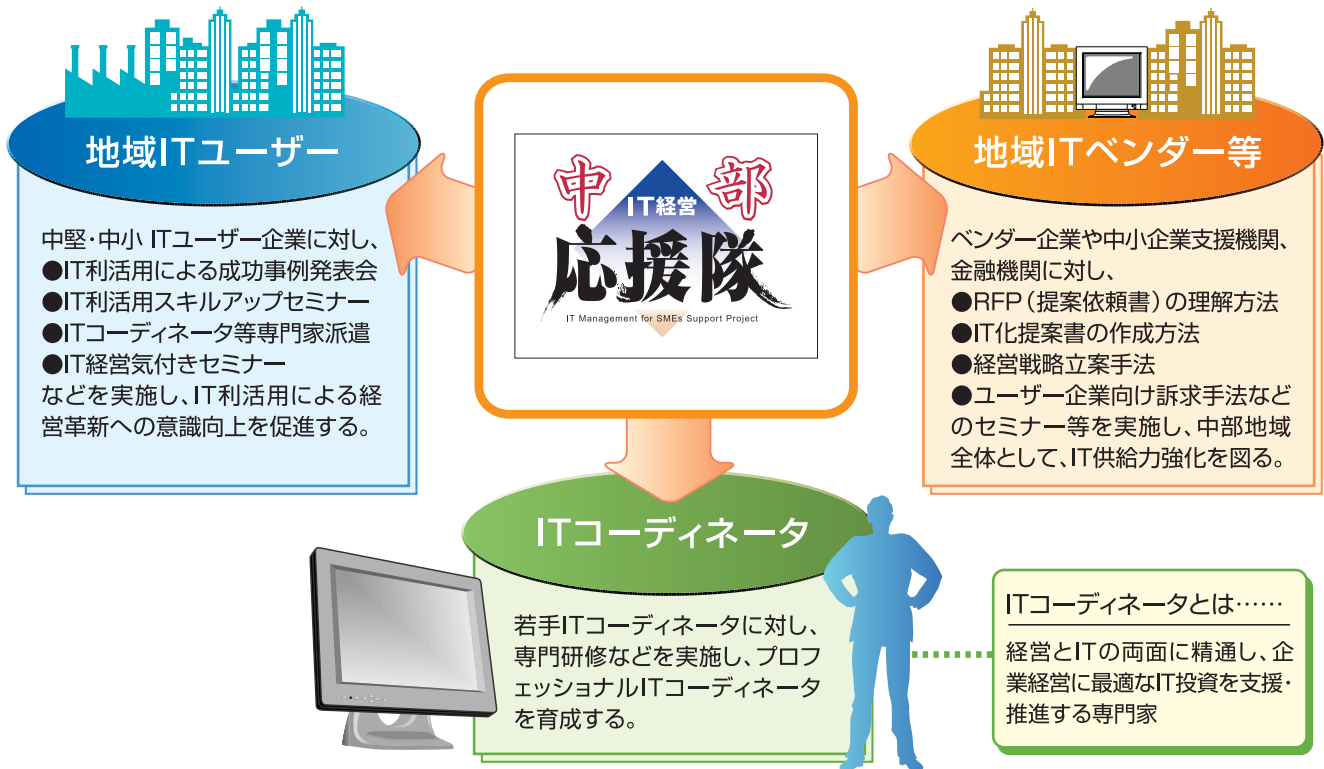 地域ITユーザー
中堅・中小 ITユーザー企業に対し、
●IT利活用による成功事例発表会
●IT利活用スキルアップセミナー
●ITコーディネータ等専門家派遣
●IT経営気付きセミナー
などを実施し、IT利活用による経
営革新への意識向上を促進する。
中部
IT経営
応援隊
IT Management for SMEs Support Project
地域ITベンダー等
ベンダー企業や中小企業支援機関、
金融機関に対し、
●RFP（提案依頼書）の理解方法
●IT化提案書の作成方法
●経営戦略立案手法
●ユーザー企業向け訴求手法など
のセミナー等を実施し、中部地域
全体として、IT供給力強化を図る。
ITコーディネータ
若手ITコーディネータに対し、
専門研修などを実施し、プロフ
ェッショナルITコーディネータ
を育成する。
ITコーディネータとは……
経営とITの両面に精通し、企
業経営に最適なIT投資を支援・
推進する専門家